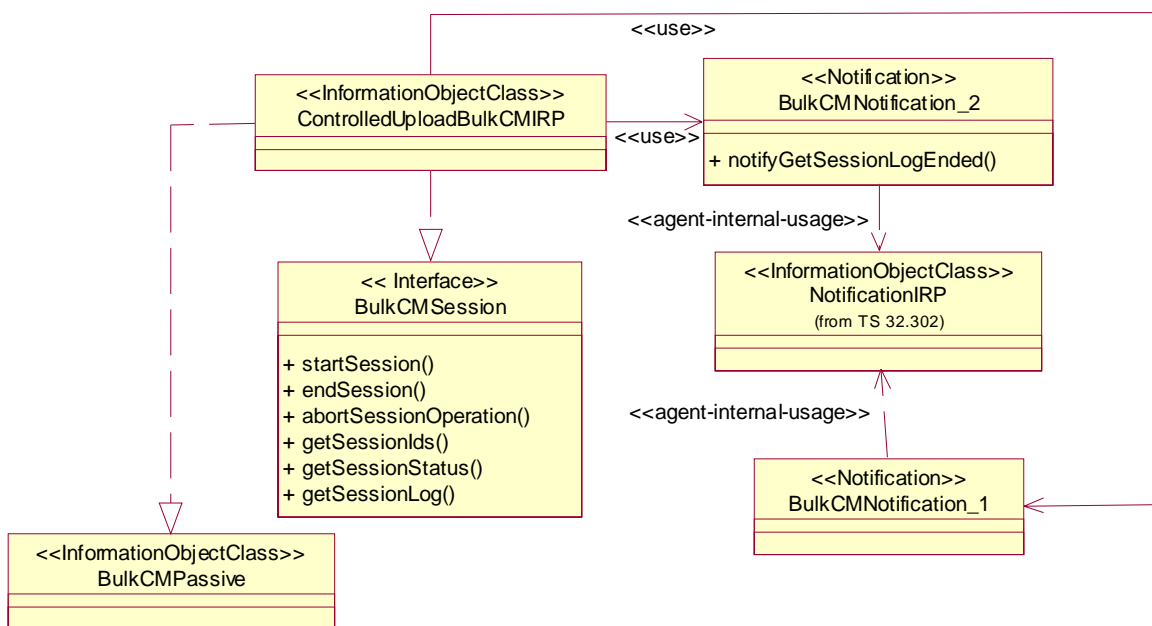 <<use>>
<<InformationObjectClass>>
ControlledUploadBulkCMIRP
<<use>>
<<Notification>>
BulkCMNotification_2
+ notifyGetSessionLogEnded()
<<agent-internal-usage>>
<< Interface>>
BulkCMSession
+ startSession()
+ endSession()
+ abortSessionOperation()
+ getSessionIds()
+ getSessionStatus()
+ getSessionLog()
<<InformationObjectClass>>
NotificationIRP
(from TS 32.302)
<<agent-internal-usage>>
<<Notification>>
BulkCMNotification_1
<<InformationObjectClass>>
BulkCMPassive